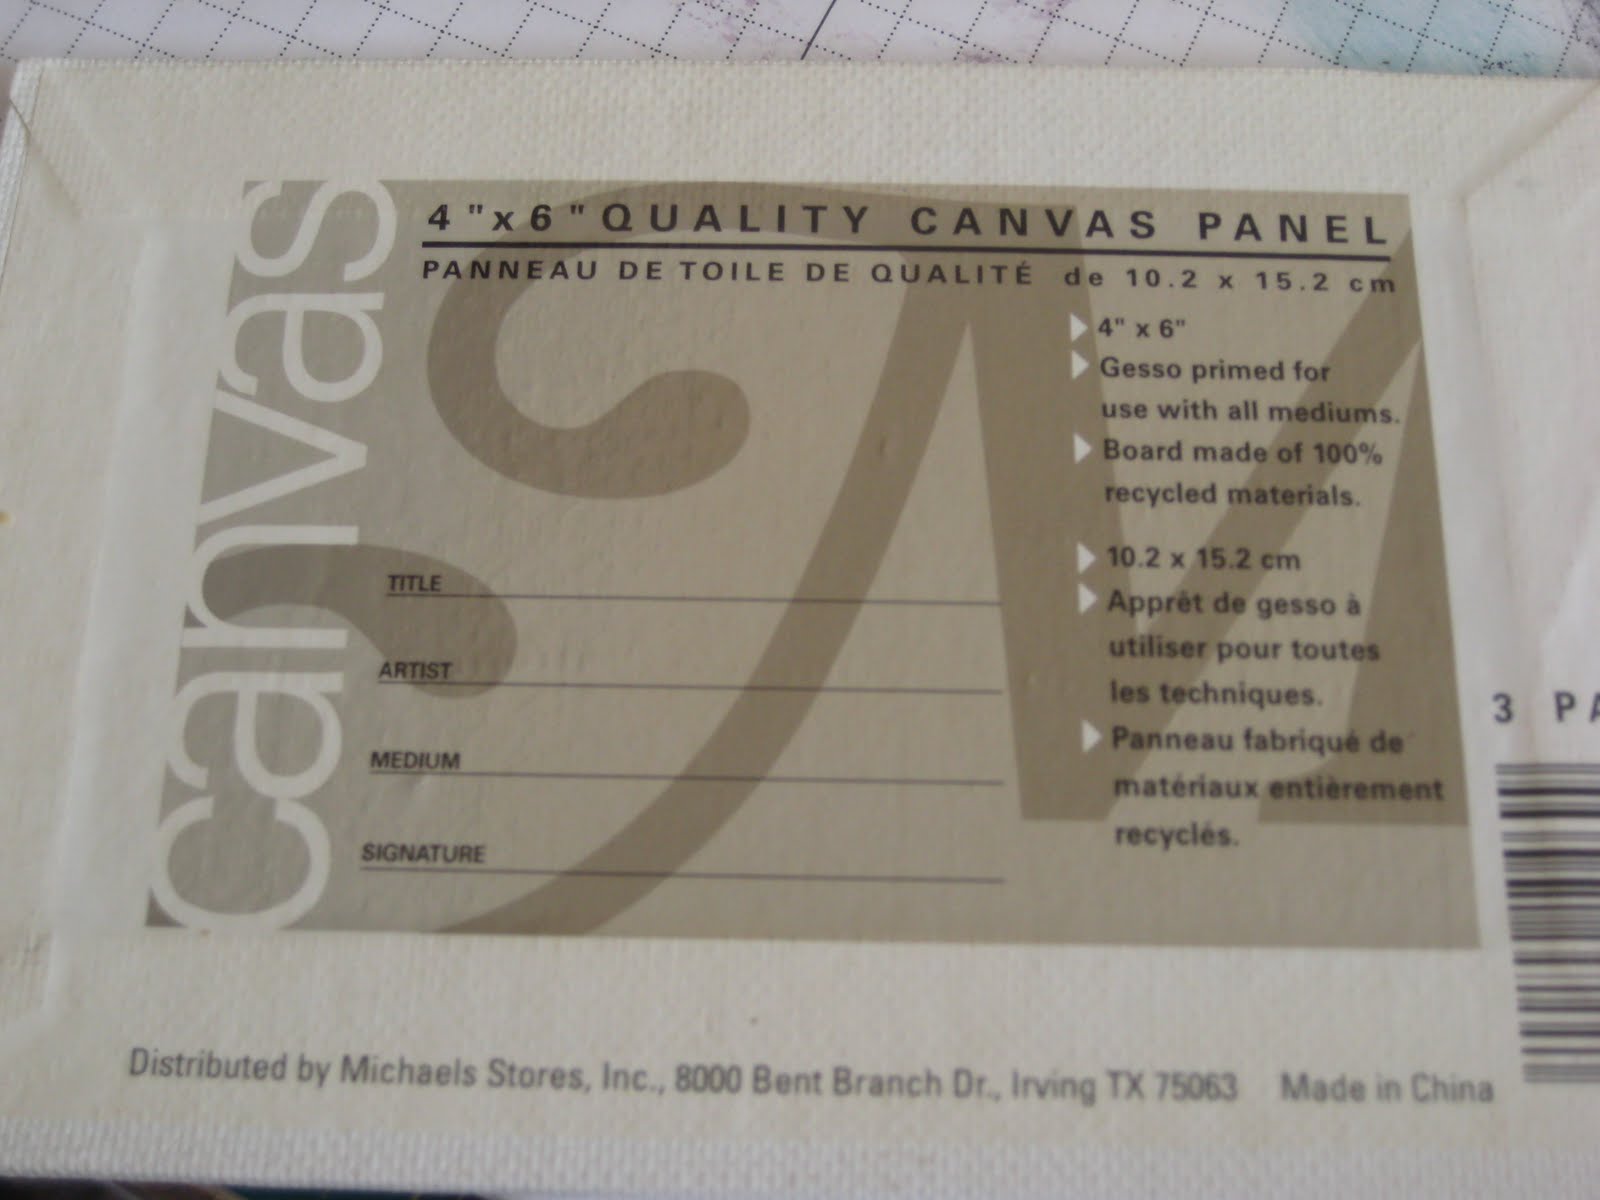 canvas
4"x6"QUALITY CANVAS PANEL
PANNEAU DE TOILE DE QUALITÉ de 10.2 x 15.2 cm
4" x 6"
Gesso primed for
use with all mediums.
Board made of 100%
recycled materials.
10.2 x 15.2 cm
Apprêt de gesso à
utiliser pour toutes
les techniques.
Panneau fabriqué de
matériaux entièrement
recyclés.
TITLE
ARTIST
MEDIUM
SIGNATURE
3 PA
Distributed by Michaels Stores, Inc., 8000 Bent Branch Dr., Irving TX 75063 Made in China